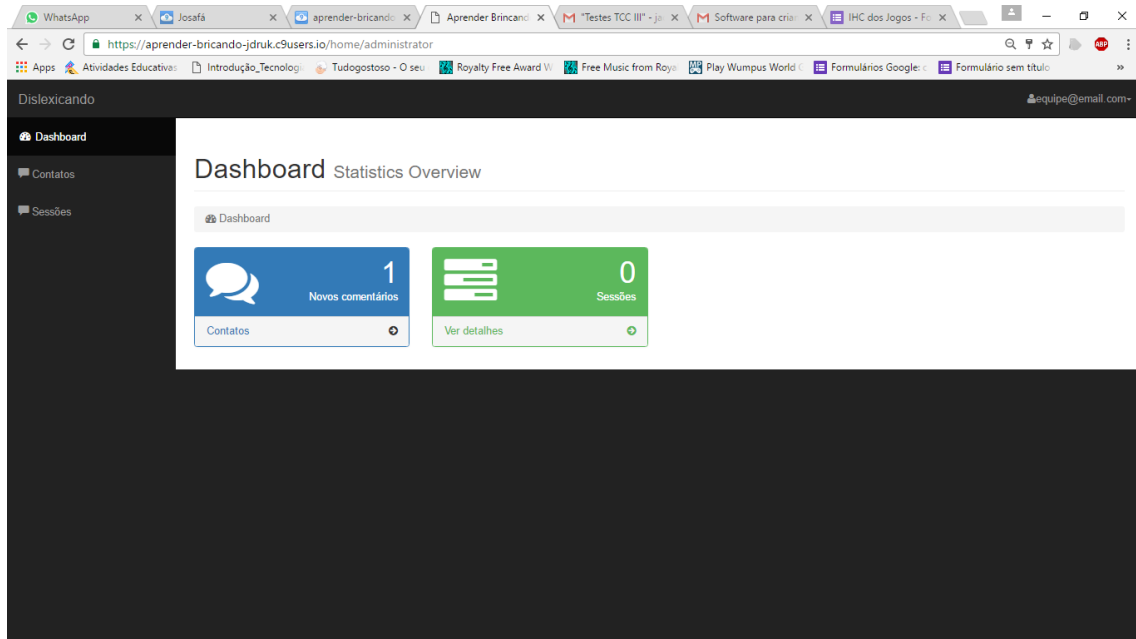 WhatsApp
Josafá
aprender-bricando
Aprender Brincand
"Testes TCC III" - ja
Software para criar
IHC dos Jogos - Fo
https://aprender-bricando-jdruk.c9users.io/home/administrator
ABP
Apps
Atividades Educativas
Introdução_Tecnologi
Tudogostoso - O seu
Royalty Free Award W
Free Music from Roya
Play Wumpus World
Formulários Google:
Formulário sem título
»
Dislexicando
equipe@email.com
Dashboard
Contatos
Sessões
Dashboard Statistics Overview
Dashboard
1
Novos comentários
Contatos
0
Sessões
Ver detalhes